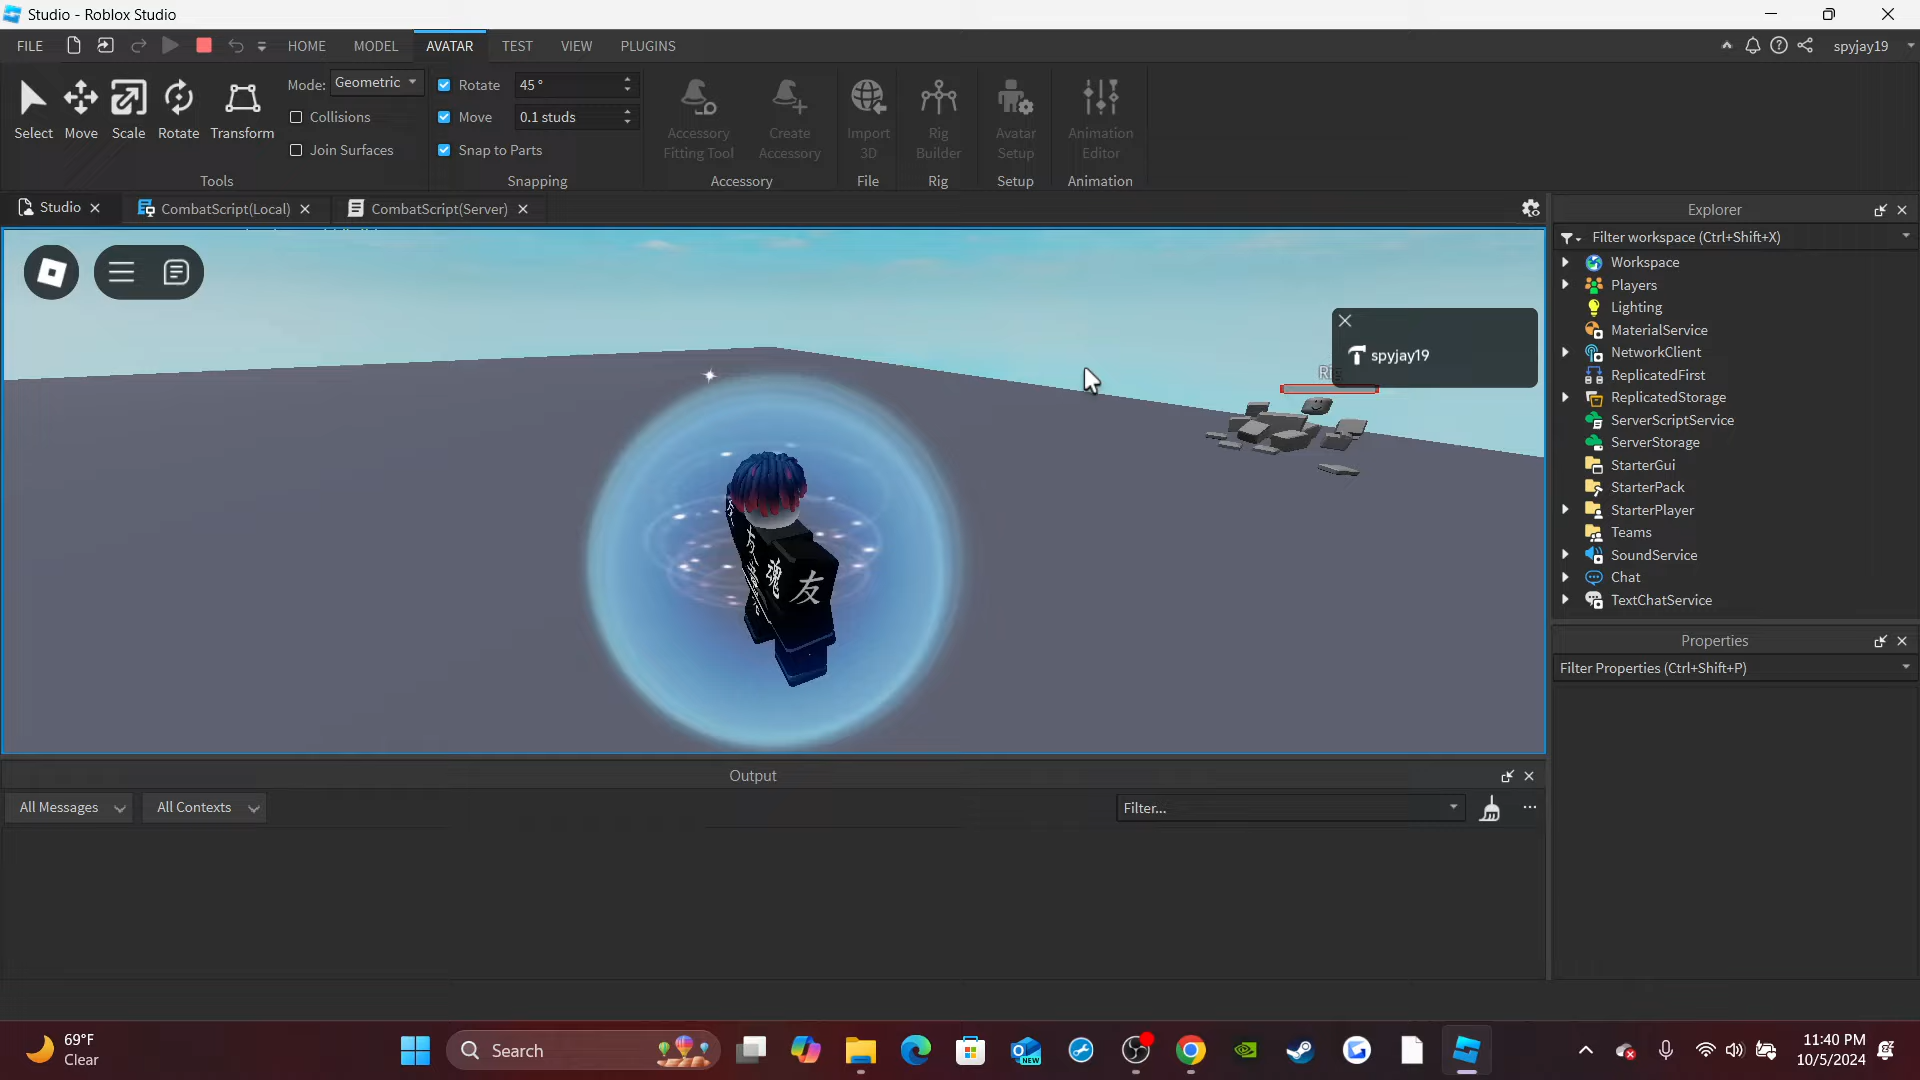 Studio - Roblox Studio
FILE HOME MODEL AVATAR TEST VIEW PLUGINS spyjay19
Select Move Scale Rotate Transform
Mode: Geometric
Collisions
Join Surfaces
Tools
Rotate 45 °
Move 0.1 studs
Snap to Parts
Snapping
Accessory Fitting Tool
Create Accessory
Accessory
Import 3D
File
Rig Builder
Rig
Avatar Setup
Setup
Animation Editor
Animation
Studio CombatScript(Local) CombatScript(Server)
spyjay19
友
魂
友
Explorer
Filter workspace (Ctrl+Shift+X)
Workspace
Players
Lighting
MaterialService
NetworkClient
ReplicatedFirst
ReplicatedStorage
ServerScriptService
ServerStorage
StarterGui
StarterPack
StarterPlayer
Teams
SoundService
Chat
TextChatService
Properties
Filter Properties (Ctrl+Shift+P)
Output
All Messages All Contexts Filter...
69°F
Clear
Search
NEW
11:40 PM
10/5/2024